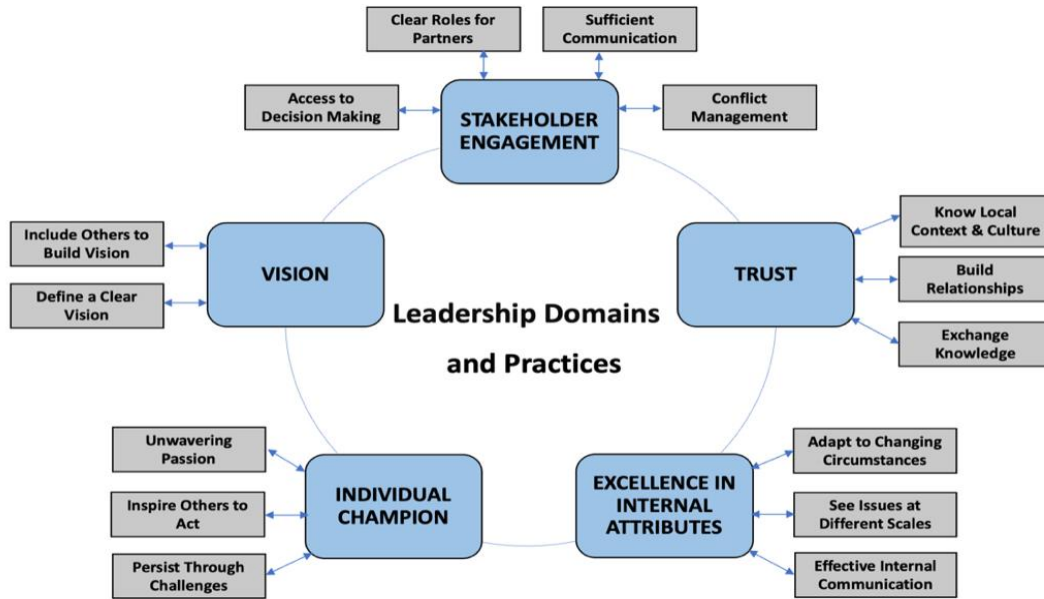 Clear Roles for
Partners
Sufficient
Communication
Access to
Decision Making
STAKEHOLDER
ENGAGEMENT
Conflict
Management
Include Others to
Build Vision
Define a Clear
Vision
VISION
TRUST
Know Local
Context & Culture
Build
Relationships
Exchange
Knowledge
Leadership Domains
and Practices
Unwavering
Passion
Inspire Others to
Act
Persist Through
Challenges
INDIVIDUAL
CHAMPION
EXCELLENCE IN
INTERNAL
ATTRIBUTES
Adapt to Changing
Circumstances
See Issues at
Different Scales
Effective Internal
Communication